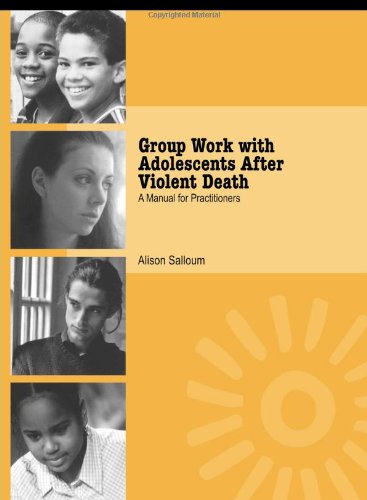 Copyrighted Material
Group Work with
Adolescents After
Violent Death
A Manual for Practitioners
Alison Salloum